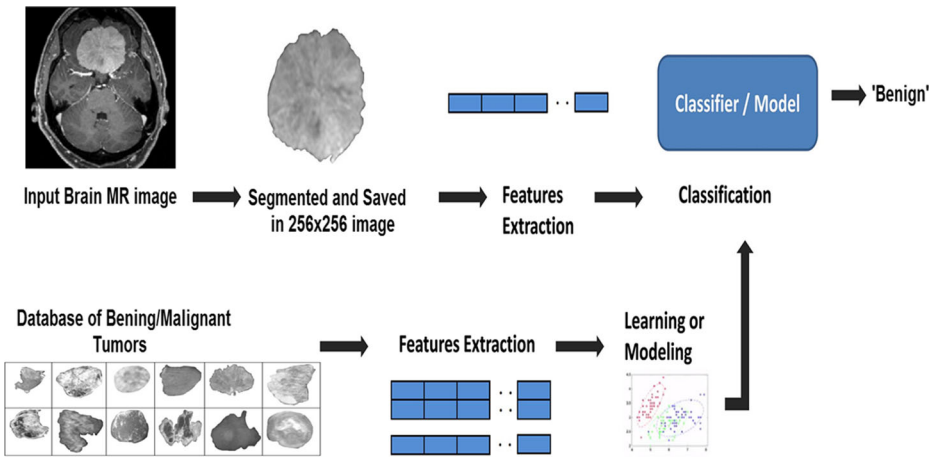 Classifier / Model
'Benign'
Input Brain MR image
Segmented and Saved
in 256x256 image
Features
Extraction
Classification
Database of Bening/Malignant
Tumors
Features Extraction
Learning or
Modeling